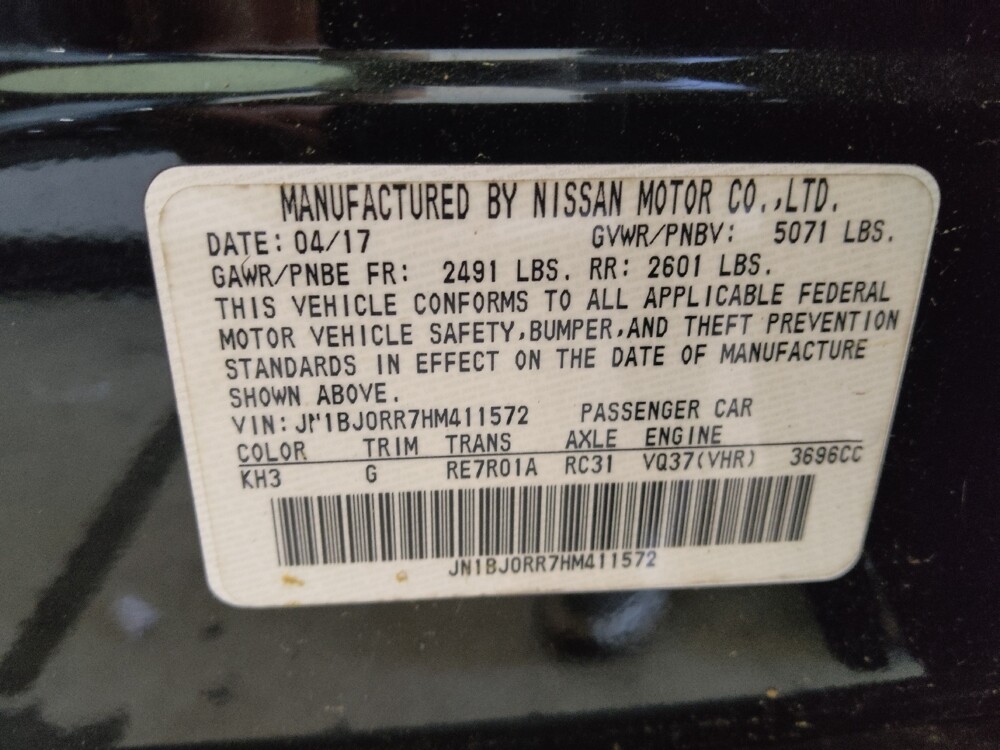 MANUFACTURED BY NISSAN MOTOR CO.,LTD.
DATE: 04/17 GVWR/PNBV: 5071 LBS.
GAWR/PNBE FR: 2491 LBS. RR: 2601 LBS.
THIS VEHICLE CONFORMS TO ALL APPLICABLE FEDERAL
MOTOR VEHICLE SAFETY,BUMPER,AND THEFT PREVENTION
STANDARDS IN EFFECT ON THE DATE OF MANUFACTURE
SHOWN ABOVE.
VIN: JN1BJ0RR7HM411572 PASSENGER CAR
COLOR TRIM TRANS AXLE ENGINE
KH3 G RE7R01A RC31 VQ37(VHR) 3696CC
JN1BJ0RR7HM411572